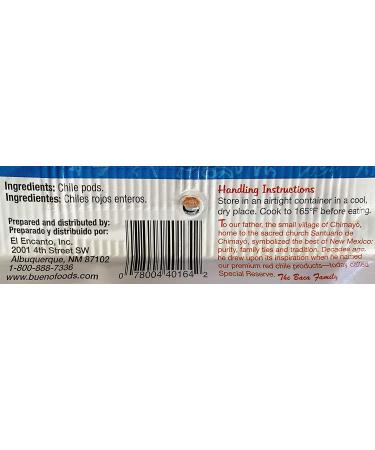 Ingredients: Chile pods.
Ingredientes: Chiles rojos enteros.
Prepared and distributed by:
Preparado y distribuido por:
El Encanto, Inc.
2001 4th Street SW
Albuquerque, NM 87102
1-800-888-7336
www.buenofoods.com
0 78004 40164 2
Handling Instructions
Store in an airtight container in a cool,
dry place. Cook to 165°F before eating.
To our father, the small village of Chimayó,
home to the sacred church Santuario de
Chimayo, symbolized the best of New Mexico:
purity, family ties and tradition. Decades ago,
he drew upon its inspiration when he named
our premium red chile products—today called
Special Reserve. The Baca Family